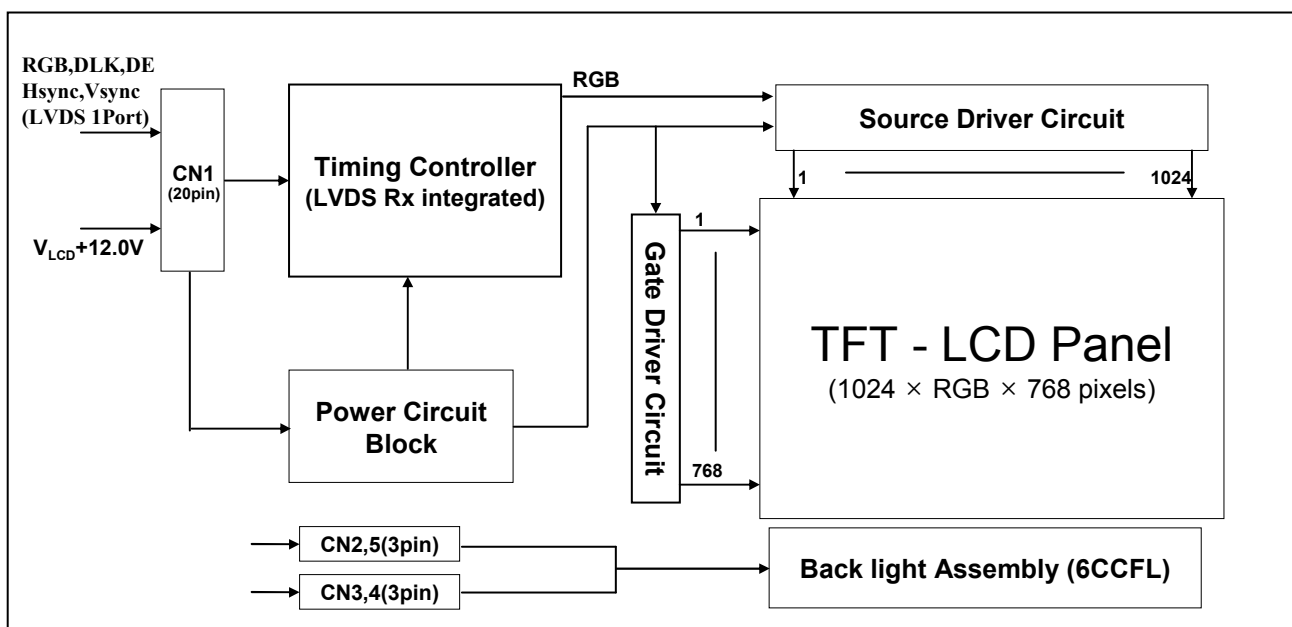 RGB,DLK,DE
Hsync,Vsync
(LVDS 1Port)
CN1
(20pin)
VLCD+12.0V
Timing Controller
(LVDS Rx integrated)
RGB
Source Driver Circuit
1
1024
Power Circuit
Block
Gate Driver Circuit
1
768
TFT - LCD Panel
(1024 × RGB × 768 pixels)
CN2,5(3pin)
CN3,4(3pin)
Back light Assembly (6CCFL)